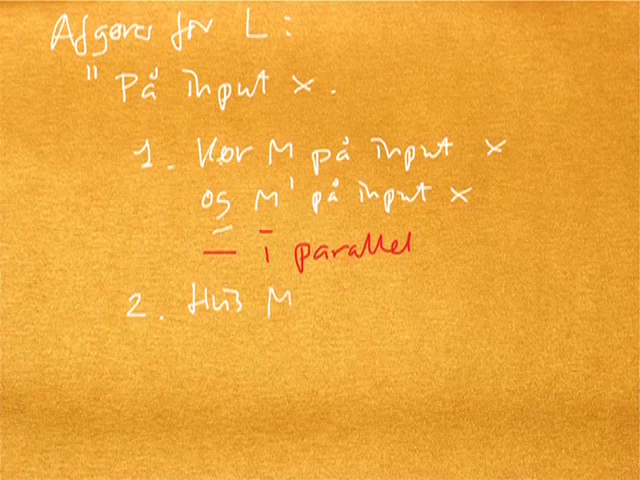 Afgører for L:
" På input x.
1. Kør M på input x
og M' på input x
— i parallel
2. Hvis M